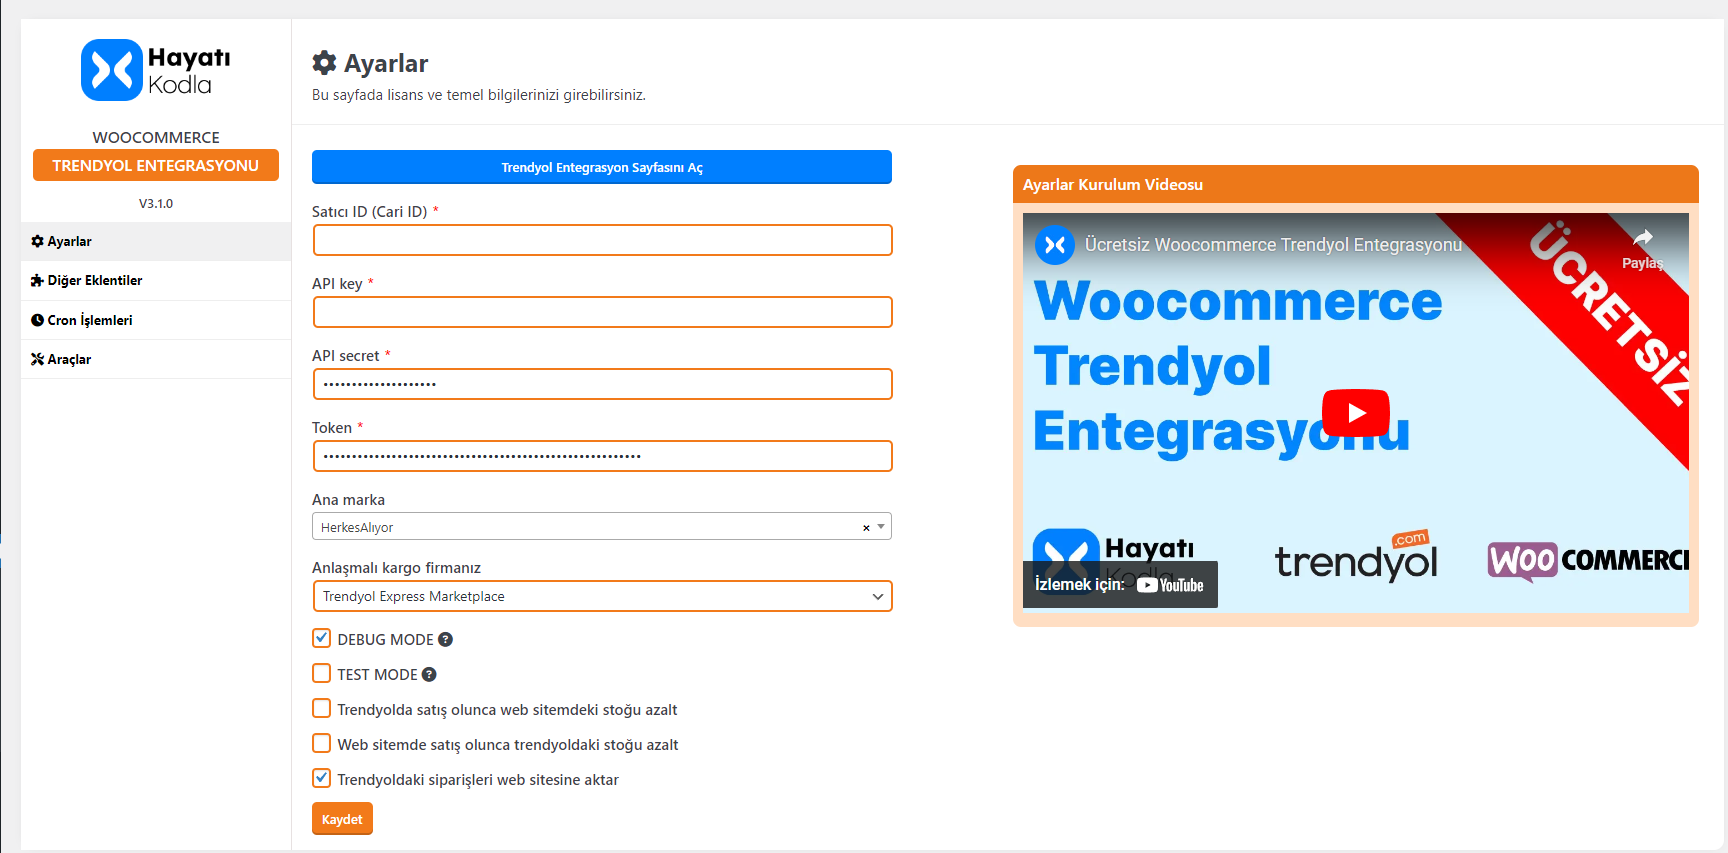 Hayatı
Kodla
WOOCOMMERCE
TRENDYOL ENTEGRASYONU
V3.1.0
Ayarlar
Diğer Eklentiler
Cron İşlemleri
Araçlar
Ayarlar
Bu sayfada lisans ve temel bilgilerinizi girebilirsiniz.
Trendyol Entegrasyon Sayfasını Aç
Satıcı ID (Cari ID) *
API key *
API secret *
••••••••••••••••••••
Token *
••••••••••••••••••••••••••••••••••••••••••••••••••••••••
Ana marka
HerkesAlıyor ×
Anlaşmalı kargo firmanız
Trendyol Express Marketplace
DEBUG MODE ?
TEST MODE ?
Trendyolda satış olunca web sitemdeki stoğu azalt
Web sitemde satış olunca trendyoldaki stoğu azalt
Trendyoldaki siparişleri web sitesine aktar
Kaydet
Ayarlar Kurulum Videosu
Ücretsiz Woocommerce Trendyol Entegrasyonu
Paylaş
ÜCRETSİZ
Woocommerce
Trendyol
Entegrasyonu
Hayatı
Kodla
trendyol
.com
WOO COMMERC
İzlemek için: YouTube